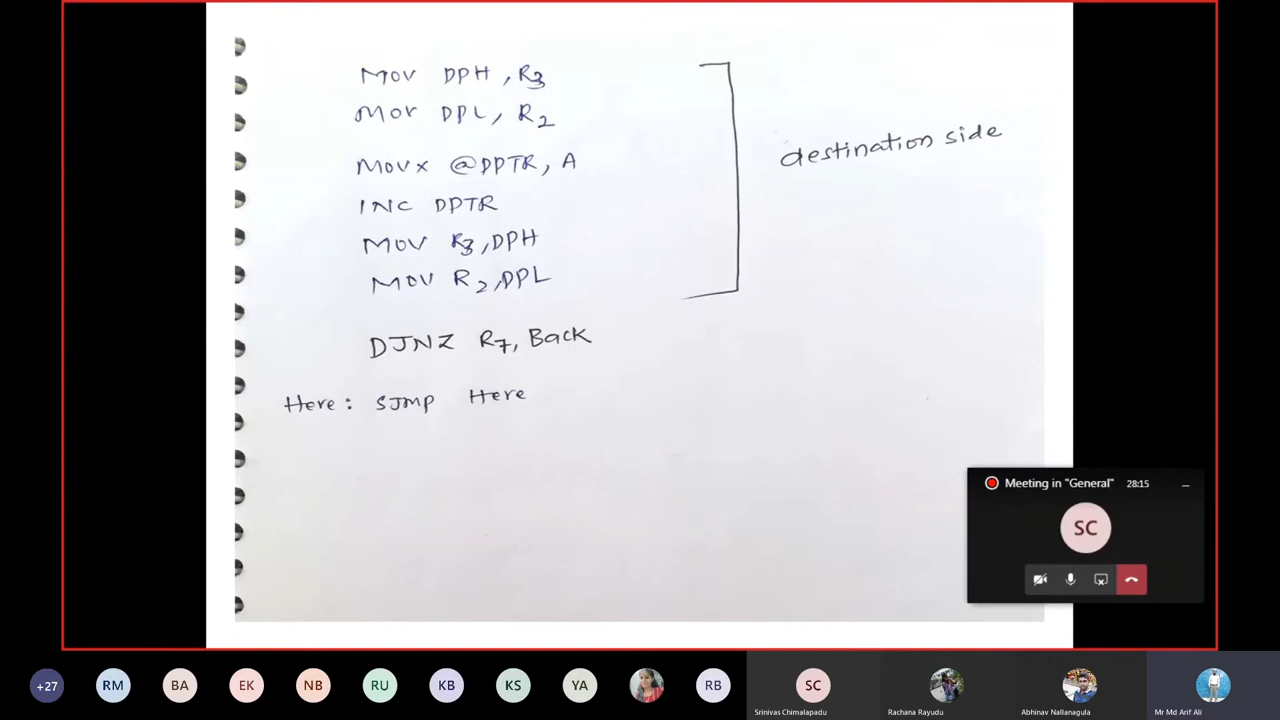 MOV DPH, R3
MOV DPL, R2
MOVX @DPTR, A
INC DPTR
MOV R3, DPH
MOV R2, DPL
destination side
DJNZ R7, Back
Here: SJMP Here
Meeting in "General" 28:15
SC
+27 RM BA EK NB RU KB KS YA RB SC
Srinivas Chimalapadu Rachana Rayudu Abhinav Nallanagula Mr Md Arif Ali